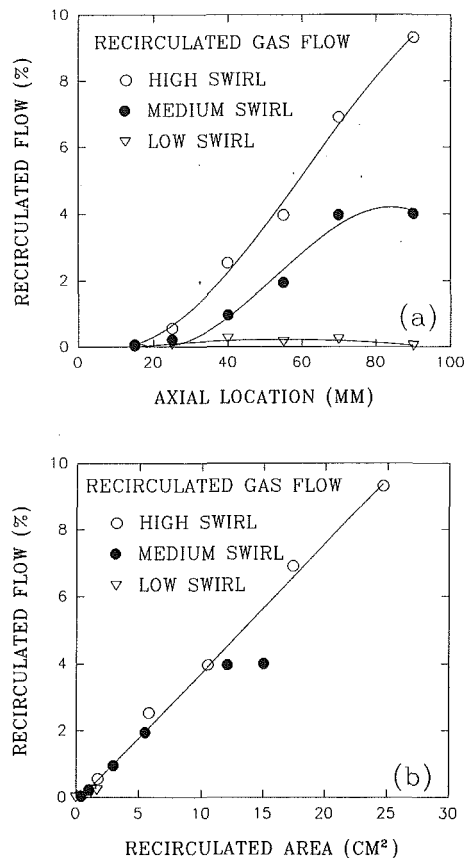 10
8
6
4
2
0
RECIRCULATED FLOW (%)
RECIRCULATED GAS FLOW
HIGH SWIRL
MEDIUM SWIRL
LOW SWIRL
(a)
0 20 40 60 80 100
AXIAL LOCATION (MM)
10
8
6
4
2
0
RECIRCULATED FLOW (%)
RECIRCULATED GAS FLOW
HIGH SWIRL
MEDIUM SWIRL
LOW SWIRL
(b)
0 5 10 15 20 25 30
RECIRCULATED AREA (CM²)